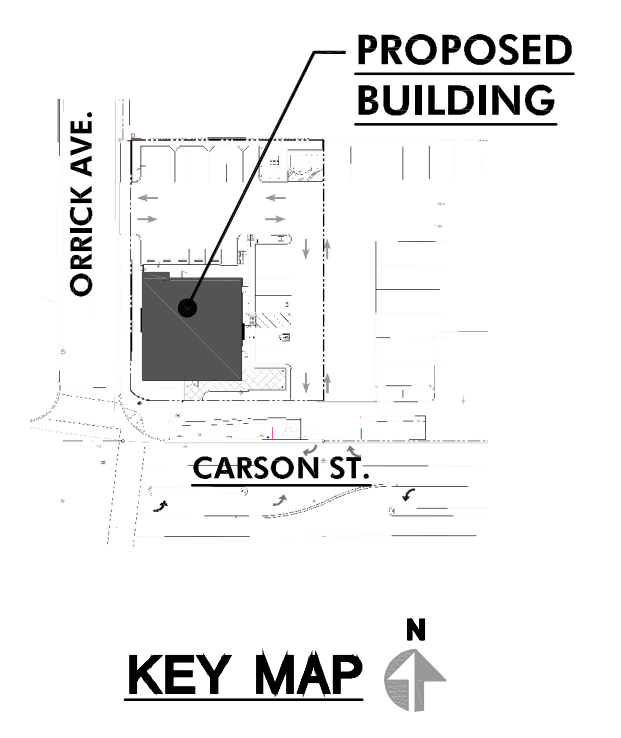 PROPOSED
BUILDING
ORRICK AVE.
CARSON ST.
KEY MAP
N